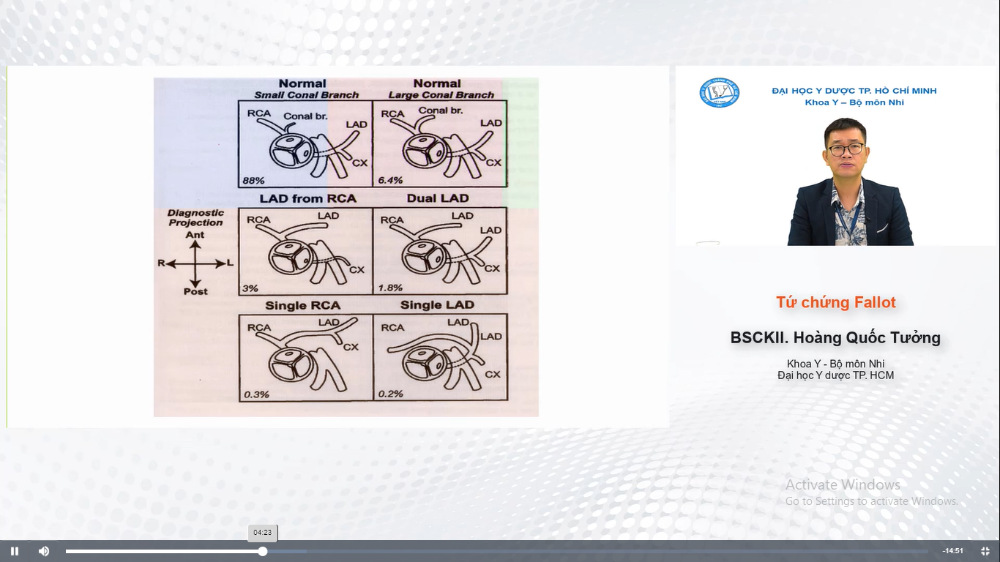 Normal
Small Conal Branch
RCA
Conal br.
LAD
CX
88%
Normal
Large Conal Branch
RCA
Conal br.
LAD
CX
6.4%
Diagnostic
Projection
Ant
R
L
Post
LAD from RCA
RCA
LAD
CX
3%
Dual LAD
RCA
LAD
LAD
CX
1.8%
Single RCA
RCA
LAD
CX
0.3%
Single LAD
RCA
LAD
LAD
CX
0.2%
ĐẠI HỌC Y DƯỢC TP. HỒ CHÍ MINH
Khoa Y – Bộ môn Nhi
Tứ chứng Fallot
BSCKII. Hoàng Quốc Tưởng
Khoa Y - Bộ môn Nhi
Đại học Y dược TP. HCM
Activate Windows
Go to Settings to activate Windows.
04:23
-14:51